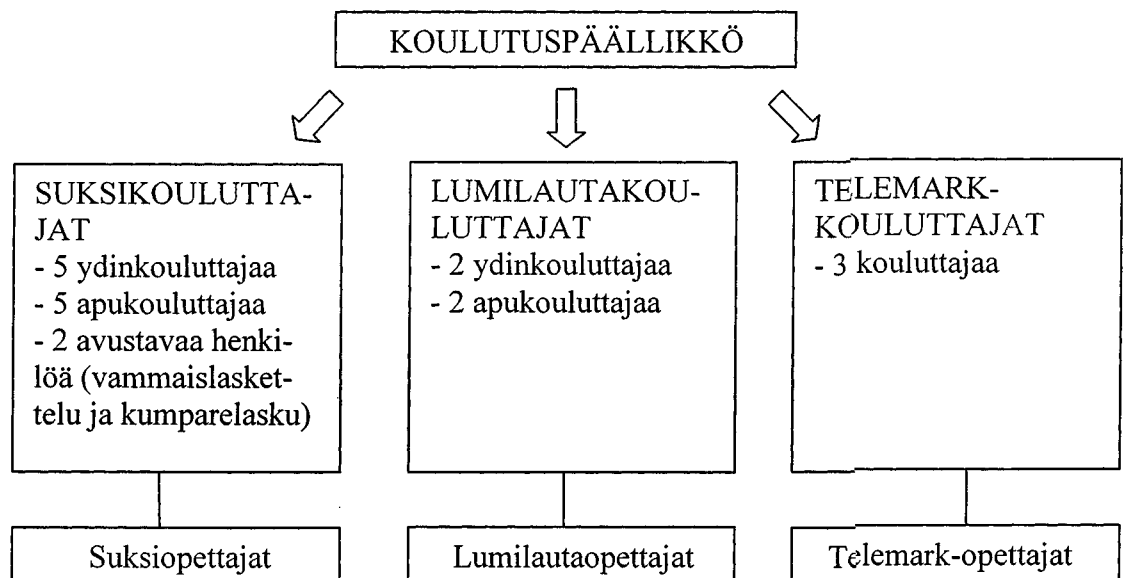 KOULUTUSPÄÄLLIKKÖ
SUKSIKOULUTTA-
JAT
- 5 ydinkouluttajaa
- 5 apukouluttajaa
- 2 avustavaa henki-
löä (vammaislasket-
telu ja kumparelasku)
LUMILAUTAKOU-
LUTTAJAT
- 2 ydinkouluttajaa
- 2 apukouluttajaa
TELEMARK-
KOULUTTAJAT
- 3 kouluttajaa
Suksiopettajat
Lumilautaopettajat
Telemark-opettajat